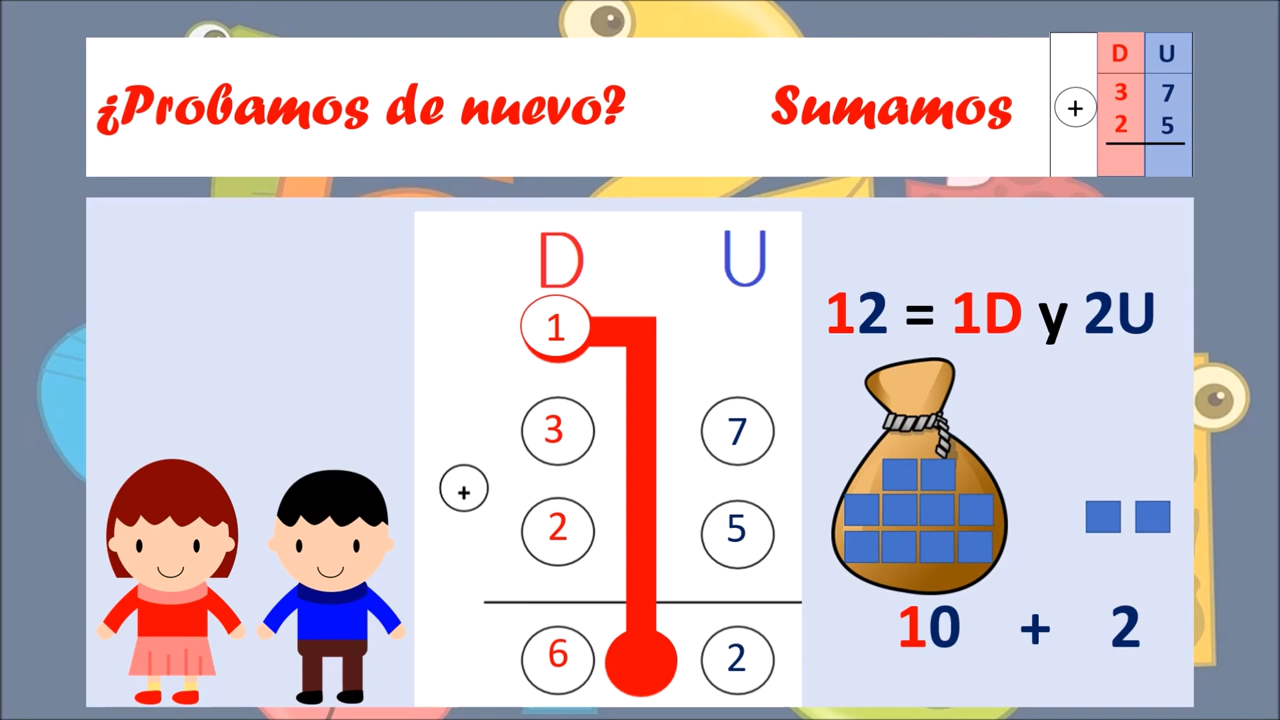 ¿Probamos de nuevo? Sumamos
D U
3 7
+
2 5
D U
1
3 7
+
2 5
6 2
12 = 1D y 2U
10 + 2